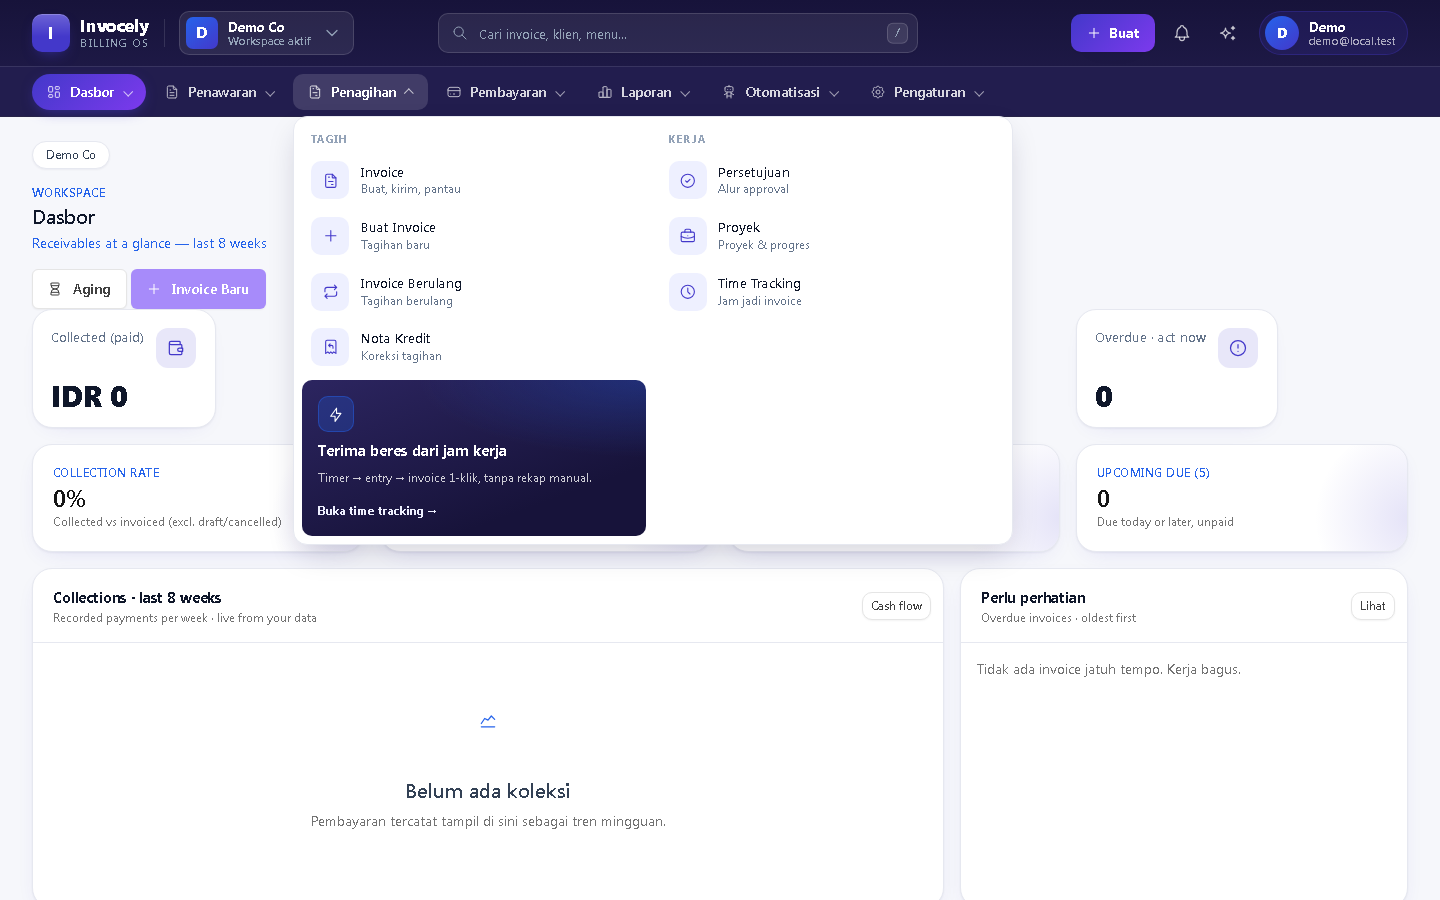 I
Invocely
BILLING OS
D
Demo Co
Workspace aktif
Cari invoice, klien, menu...
/
Buat
D
Demo
demo@local.test
Dasbor
Penawaran
Penagihan
Pembayaran
Laporan
Otomatisasi
Pengaturan
Demo Co
WORKSPACE
Dasbor
Receivables at a glance — last 8 weeks
Aging
Invoice Baru
TAGIH
Invoice
Buat, kirim, pantau
Buat Invoice
Tagihan baru
Invoice Berulang
Tagihan berulang
Nota Kredit
Koreksi tagihan
KERJA
Persetujuan
Alur approval
Proyek
Proyek & progres
Time Tracking
Jam jadi invoice
Terima beres dari jam kerja
Timer → entry → invoice 1-klik, tanpa rekap manual.
Buka time tracking →
Collected (paid)
IDR 0
Overdue · act now
0
COLLECTION RATE
0%
Collected vs invoiced (excl. draft/cancelled)
UPCOMING DUE (5)
0
Due today or later, unpaid
Collections · last 8 weeks
Recorded payments per week · live from your data
Cash flow
Belum ada koleksi
Pembayaran tercatat tampil di sini sebagai tren mingguan.
Perlu perhatian
Overdue invoices · oldest first
Lihat
Tidak ada invoice jatuh tempo. Kerja bagus.